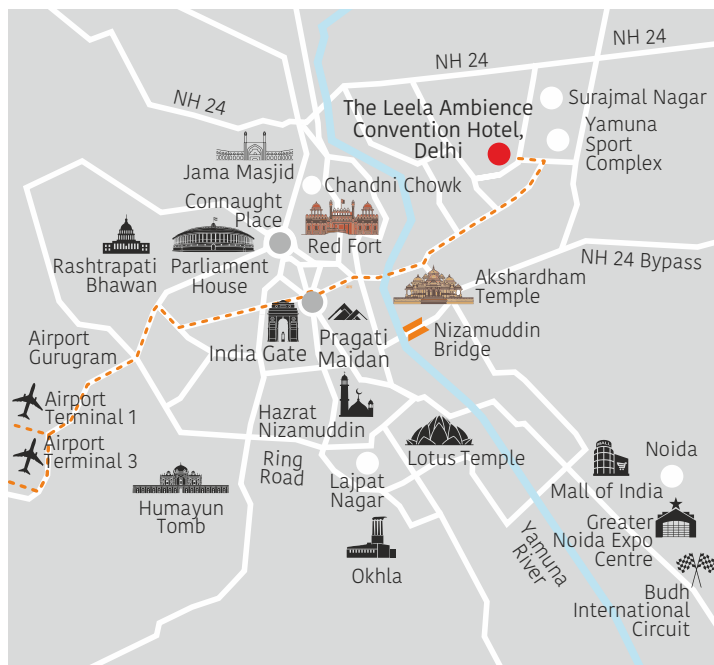 NH 24
NH 24
NH 24
The Leela Ambience
Convention Hotel,
Delhi
Surajmal Nagar
Yamuna
Sport
Complex
Jama Masjid
Chandni Chowk
Connaught
Place
Red Fort
Rashtrapati
Bhawan
Parliament
House
NH 24 Bypass
Akshardham
Temple
India Gate
Pragati
Maidan
Nizamuddin
Bridge
Airport
Gurugram
Airport
Terminal 1
Airport
Terminal 3
Hazrat
Nizamuddin
Ring
Road
Lajpat
Nagar
Lotus Temple
Humayun
Tomb
Okhla
Mall of India
Noida
Greater
Noida Expo
Centre
Yamuna
River
Budh
International
Circuit